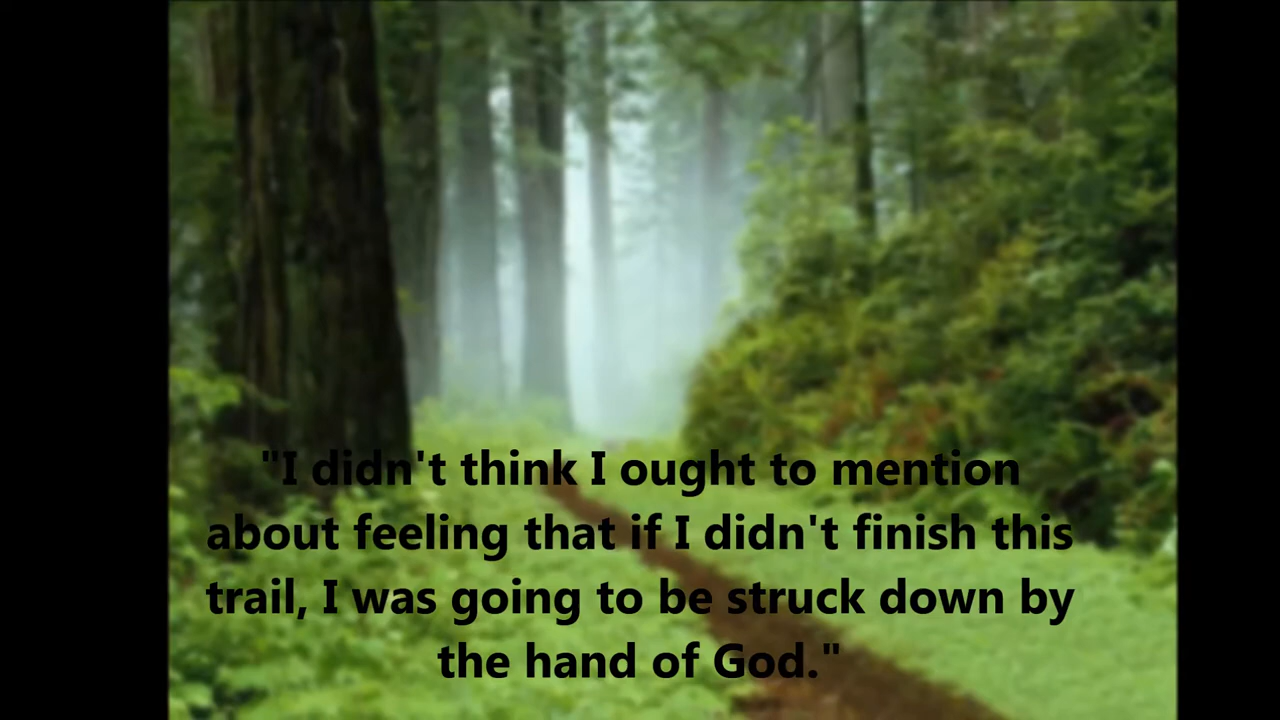 "I didn't think I ought to mention
about feeling that if I didn't finish this
trail, I was going to be struck down by
the hand of God."